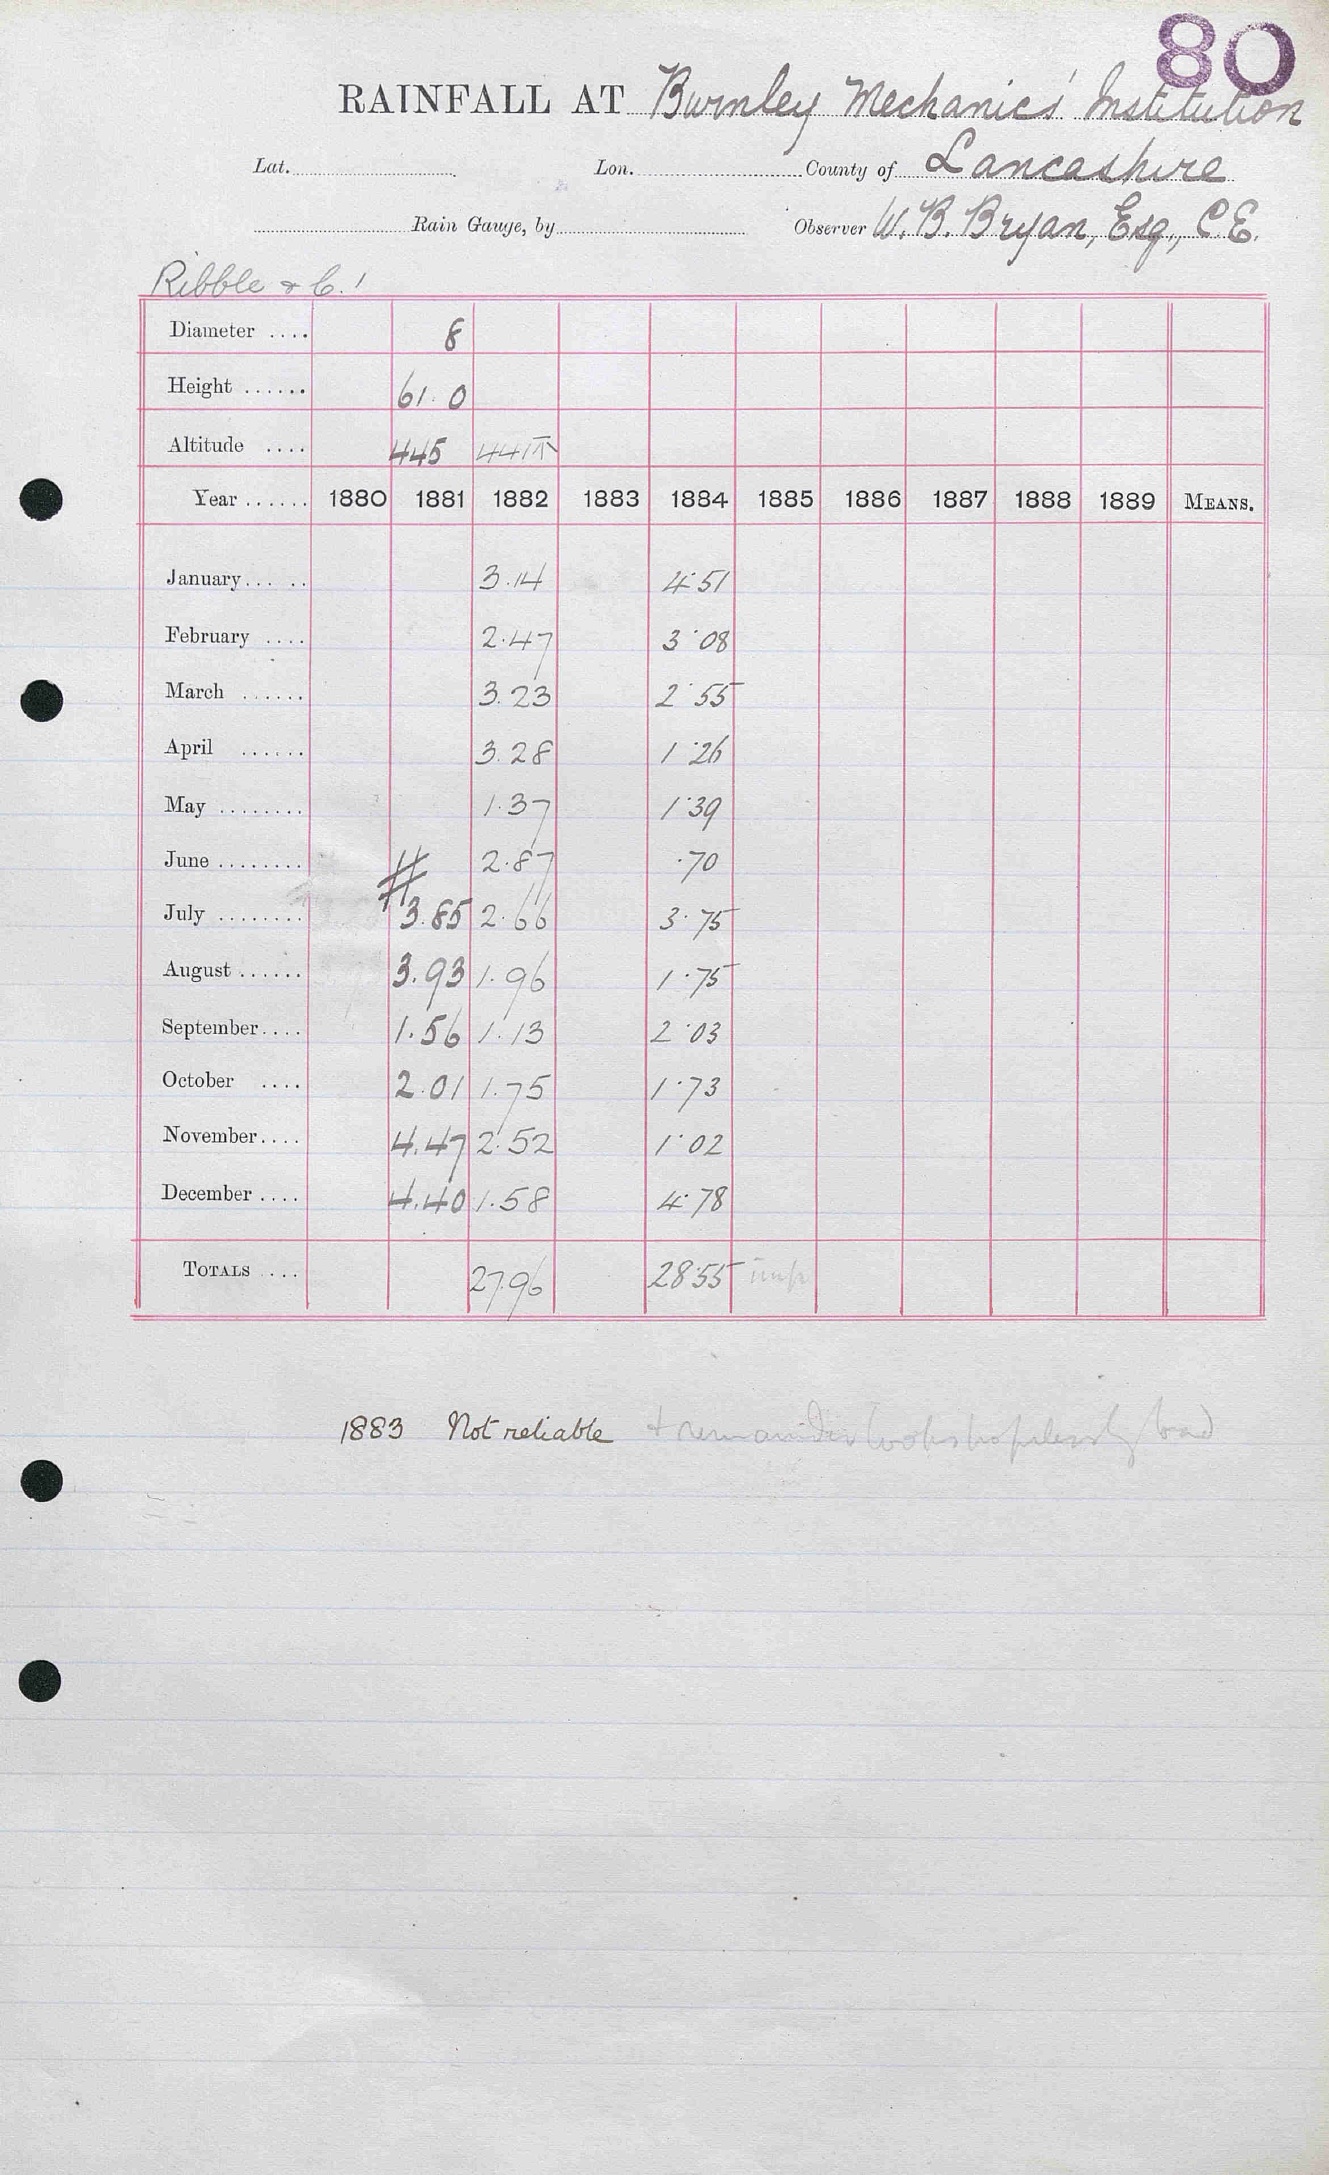 80
RAINFALL AT Burnley Mechanics' Institution
Lat. Lon. County of Lancashire
Rain Gauge, by Observer W. B. Bryan, Esq., C.E.
Ribble & C.
Diameter .... 8
Height ...... 61.0
Altitude .... 445
Year ...... 1880 1881 1882 1883 1884 1885 1886 1887 1888 1889 MEANS.
January... .. 3.14 4.51
February .... 2.47 3.08
March ...... 3.23 2.55
April ...... 3.28 1.26
May ........ 1.37 1.39
June ........ 2.87 .70
July ........ 3.85 2.66 3.75
August ...... 3.93 1.96 1.75
September.... 1.56 1.13 2.03
October .... 2.01 1.75 1.73
November.... 4.47 2.52 1.02
December .... 4.40 1.58 4.78
TOTALS .... 27.96 28.55 imp
1883 Not reliable & remainder looks hopelessly bad